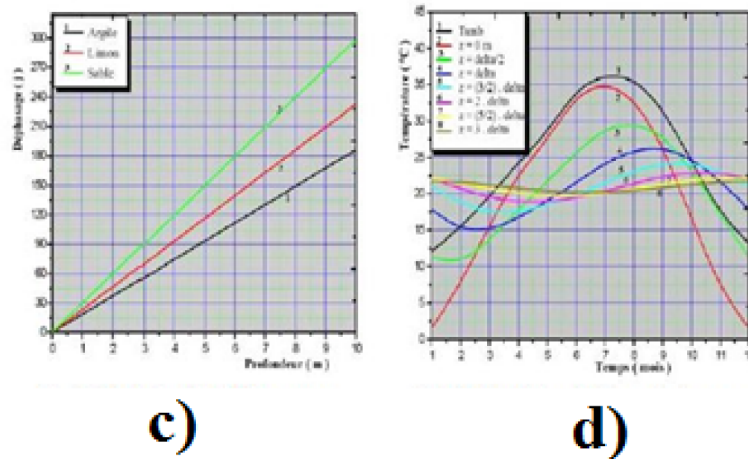 Déphasage ( j )
300
270
240
210
180
150
120
90
60
30
0
1 Argile
2 Limon
3 Sable
3
2
1
0 1 2 3 4 5 6 7 8 9 10
Profondeur ( m )
c)
Température ( °C )
45
40
35
30
25
20
15
10
5
0
1 Tamb
2 z = 0 m
3 z = delta/2
4 z = delta
5 z = (3/2) . delta
6 z = 2 . delta
7 z = (5/2) . delta
8 z = 3 . delta
1
2
3
4
5
1 2 3 4 5 6 7 8 9 10 11 12
Temps ( mois )
d)